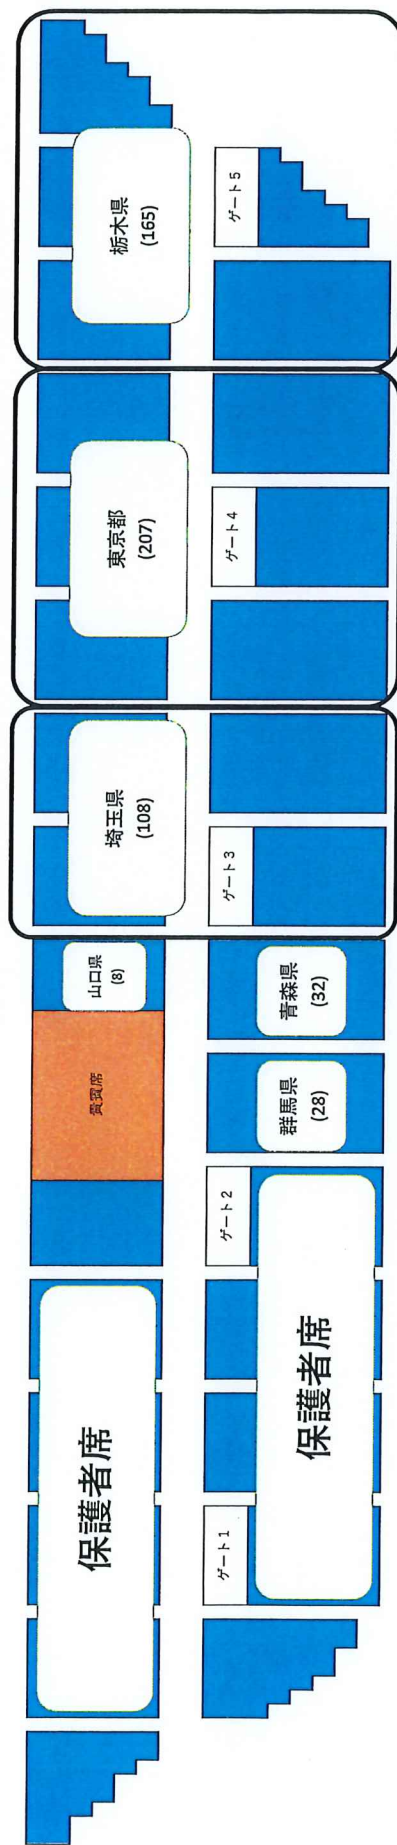 保護者席
貴賓席
山口県
(8)
埼玉県
(108)
東京都
(207)
栃木県
(165)
ゲート1
保護者席
ゲート2
群馬県
(28)
青森県
(32)
ゲート3
ゲート4
ゲート5